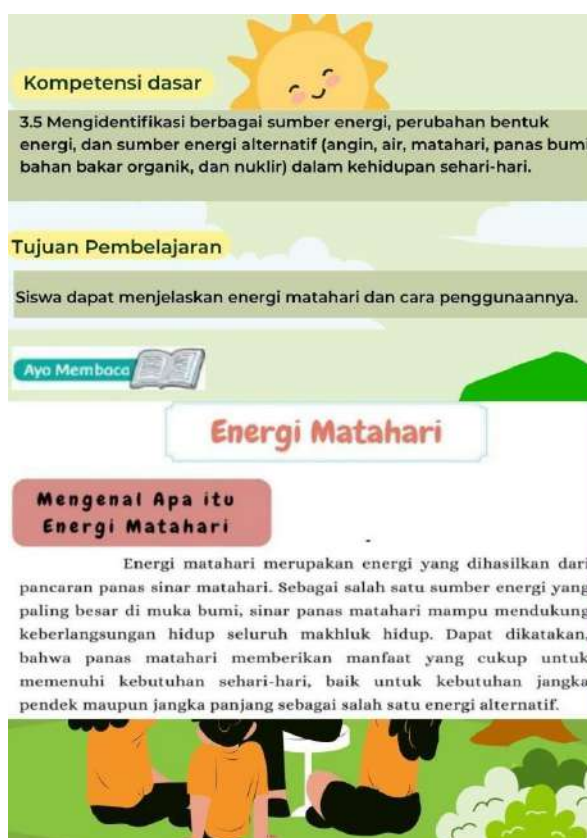 Kompetensi dasar
3.5 Mengidentifikasi berbagai sumber energi, perubahan bentuk
energi, dan sumber energi alternatif (angin, air, matahari, panas bumi
bahan bakar organik, dan nuklir) dalam kehidupan sehari-hari.
Tujuan Pembelajaran
Siswa dapat menjelaskan energi matahari dan cara penggunaannya.
Ayo Membaca
Energi Matahari
Mengenal Apa itu
Energi Matahari
Energi matahari merupakan energi yang dihasilkan dari
pancaran panas sinar matahari. Sebagai salah satu sumber energi yang
paling besar di muka bumi, sinar panas matahari mampu mendukung
keberlangsungan hidup seluruh makhluk hidup. Dapat dikatakan,
bahwa panas matahari memberikan manfaat yang cukup untuk
memenuhi kebutuhan sehari-hari, baik untuk kebutuhan jangka
pendek maupun jangka panjang sebagai salah satu energi alternatif.